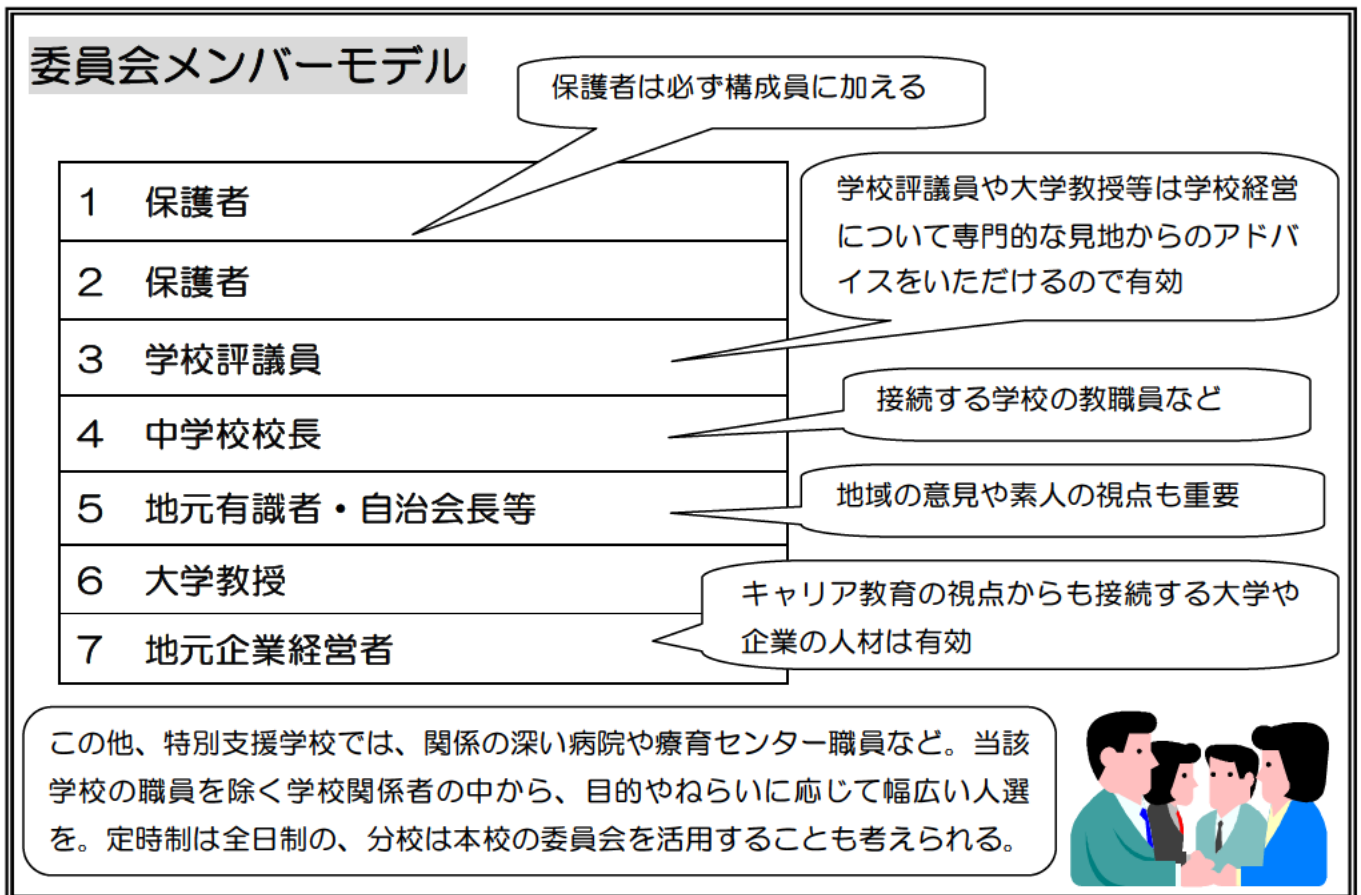 委員会メンバーモデル
保護者は必ず構成員に加える
1 保護者
2 保護者
3 学校評議員
4 中学校校長
5 地元有識者・自治会長等
6 大学教授
7 地元企業経営者
学校評議員や大学教授等は学校経営
について専門的な見地からのアドバ
イスをいただけるので有効
接続する学校の教職員など
地域の意見や素人の視点も重要
キャリア教育の視点からも接続する大学や
企業の人材は有効
この他、特別支援学校では、関係の深い病院や療育センター職員など。当該
学校の職員を除く学校関係者の中から、目的やねらいに応じて幅広い人選
を。定時制は全日制の、分校は本校の委員会を活用することも考えられる。